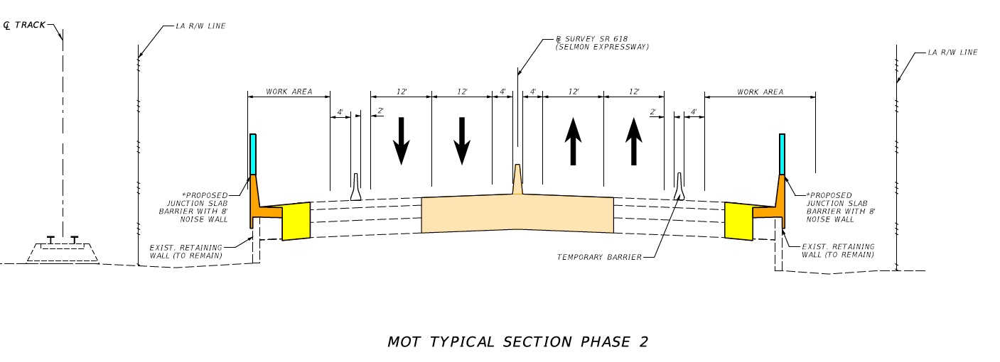 ℄ TRACK
LA R/W LINE
℄ SURVEY SR 618
(SELMON EXPRESSWAY)
LA R/W LINE
WORK AREA
12'
12'
4'
4'
12'
12'
WORK AREA
4'
2'
2'
4'
*PROPOSED
JUNCTION SLAB
BARRIER WITH 8'
NOISE WALL
*PROPOSED
JUNCTION SLAB
BARRIER WITH 8'
NOISE WALL
EXIST. RETAINING
WALL (TO REMAIN)
TEMPORARY BARRIER
EXIST. RETAINING
WALL (TO REMAIN)
MOT TYPICAL SECTION PHASE 2